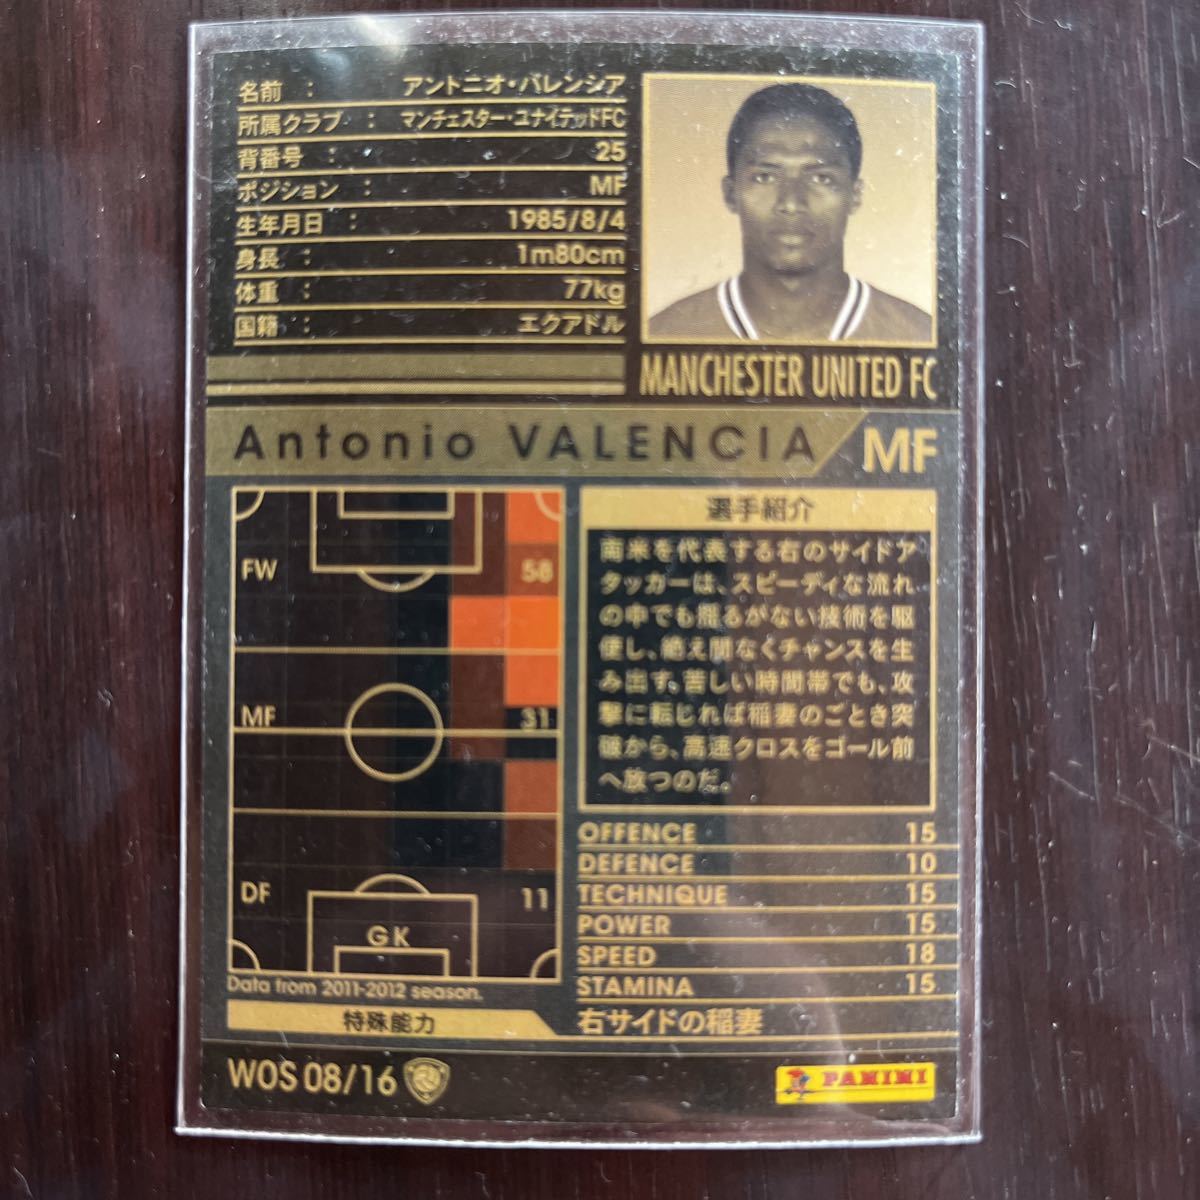 名前 : アントニオ・バレンシア
所属クラブ : マンチェスター・ユナイテッドFC
背番号 : 25
ポジション : MF
生年月日 : 1985/8/4
身長 : 1m80cm
体重 : 77kg
国籍 : エクアドル
MANCHESTER UNITED FC
Antonio VALENCIA MF
FW 58
MF 31
DF 11
GK
Data from 2011-2012 season.
選手紹介
南米を代表する右のサイドア
タッカーは、スピーディな流れ
の中でも揺るがない技術を駆
使し、絶え間なくチャンスを生
み出す。苦しい時間帯でも、攻
撃に転じれば稲妻のごとき突
破から、高速クロスをゴール前
へ放つのだ。
OFFENCE 15
DEFENCE 10
TECHNIQUE 15
POWER 15
SPEED 18
STAMINA 15
特殊能力 右サイドの稲妻
WOS 08/16
PANINI